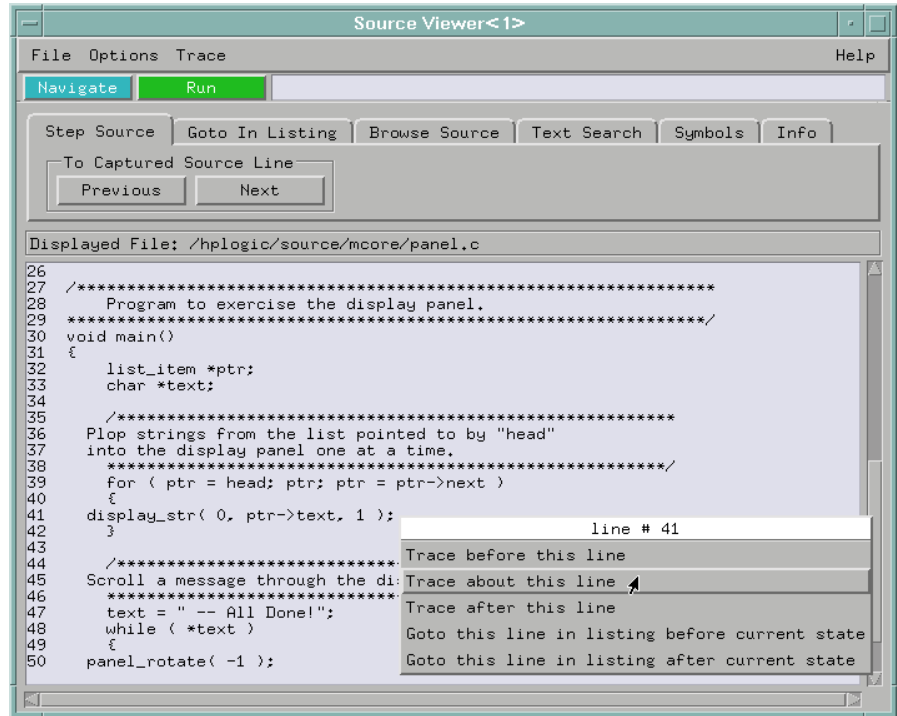 Source Viewer<1>
File Options Trace Help
Navigate Run
Step Source Goto In Listing Browse Source Text Search Symbols Info
To Captured Source Line
Previous Next
Displayed File: /hplogic/source/mcore/panel.c
26
27 /****************************************************************
28 Program to exercise the display panel.
29 ****************************************************************/
30 void main()
31 {
32 list_item *ptr;
33 char *text;
34
35 /********************************************************
36 Plop strings from the list pointed to by "head"
37 into the display panel one at a time.
38 ********************************************************/
39 for ( ptr = head; ptr; ptr = ptr->next )
40 {
41 display_str( 0, ptr->text, 1 );
42 }
43
44 /****************************
45 Scroll a message through the di
46 *****************************
47 text = " -- All Done!";
48 while ( *text )
49 {
50 panel_rotate( -1 );
line # 41
Trace before this line
Trace about this line
Trace after this line
Goto this line in listing before current state
Goto this line in listing after current state